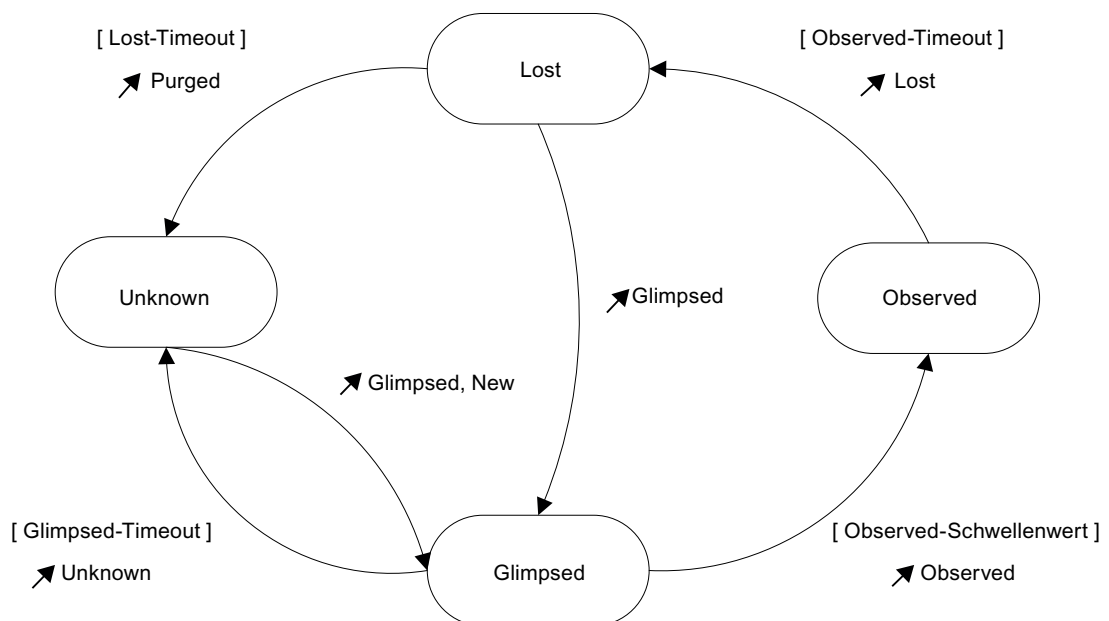 [ Lost-Timeout ]
Purged
Lost
[ Observed-Timeout ]
Lost
Unknown
Glimpsed
Observed
Glimpsed, New
[ Glimpsed-Timeout ]
Unknown
Glimpsed
[ Observed-Schwellenwert ]
Observed